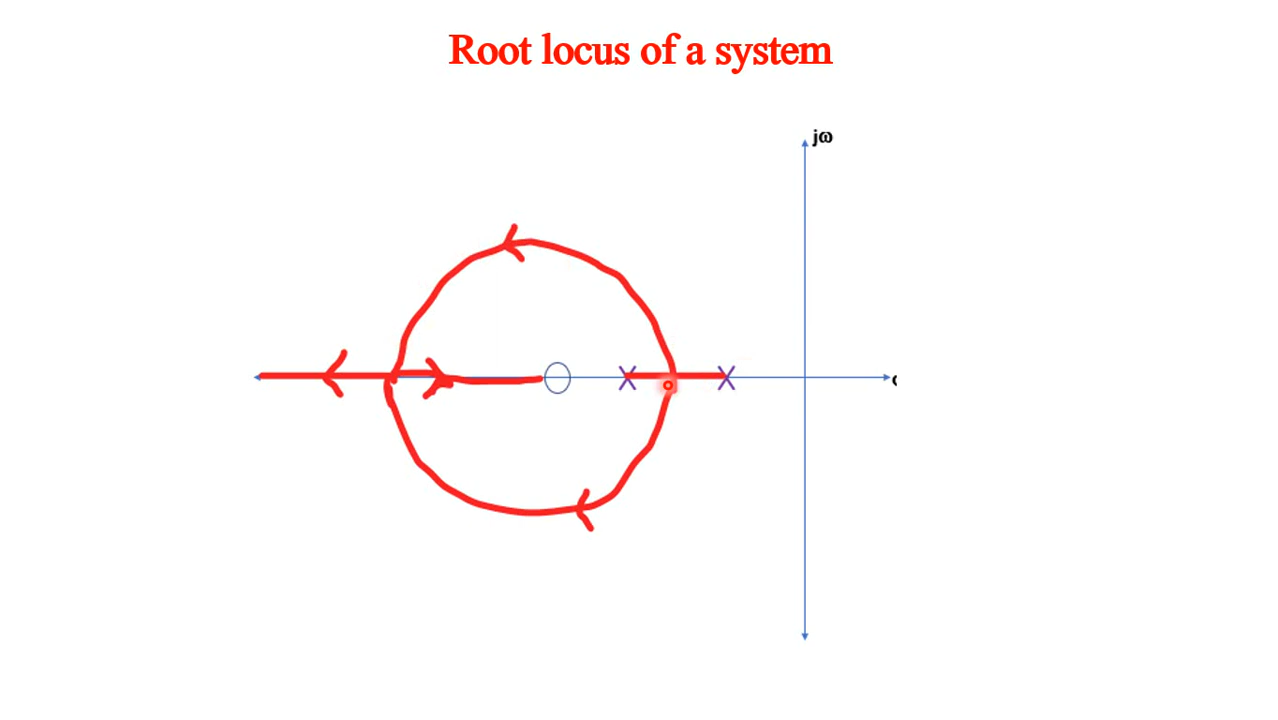 Root locus of a system
jω